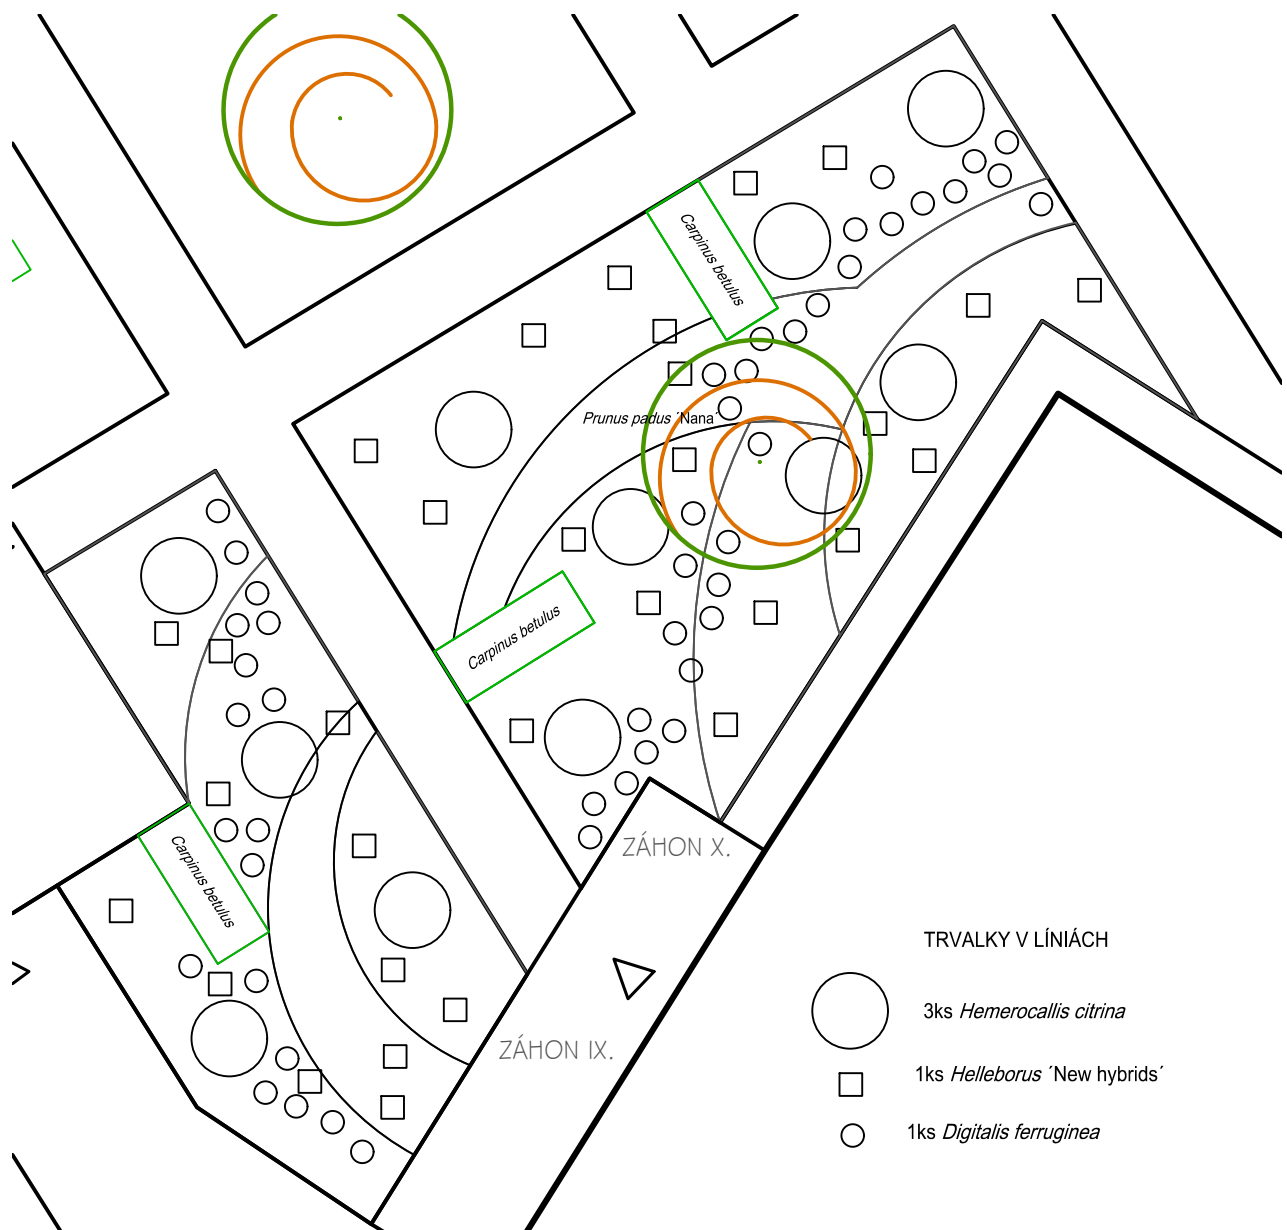 Carpinus betulus
Prunus padus ´Nana´
Carpinus betulus
Carpinus betulus
ZÁHON X.
ZÁHON IX.
TRVALKY V LÍNIÁCH
3ks Hemerocallis citrina
1ks Helleborus ´New hybrids´
1ks Digitalis ferruginea